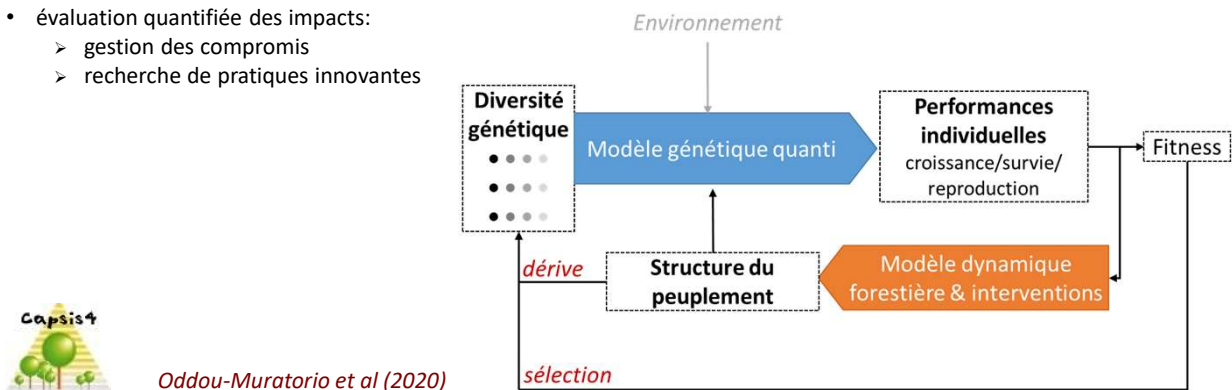 • évaluation quantifiée des impacts:
➢ gestion des compromis
➢ recherche de pratiques innovantes
Environnement
Diversité
génétique
Modèle génétique quanti
Performances
individuelles
croissance/survie/
reproduction
Fitness
dérive
Structure du
peuplement
Modèle dynamique
forestière & interventions
sélection
Capsis4
Oddou-Muratorio et al (2020)